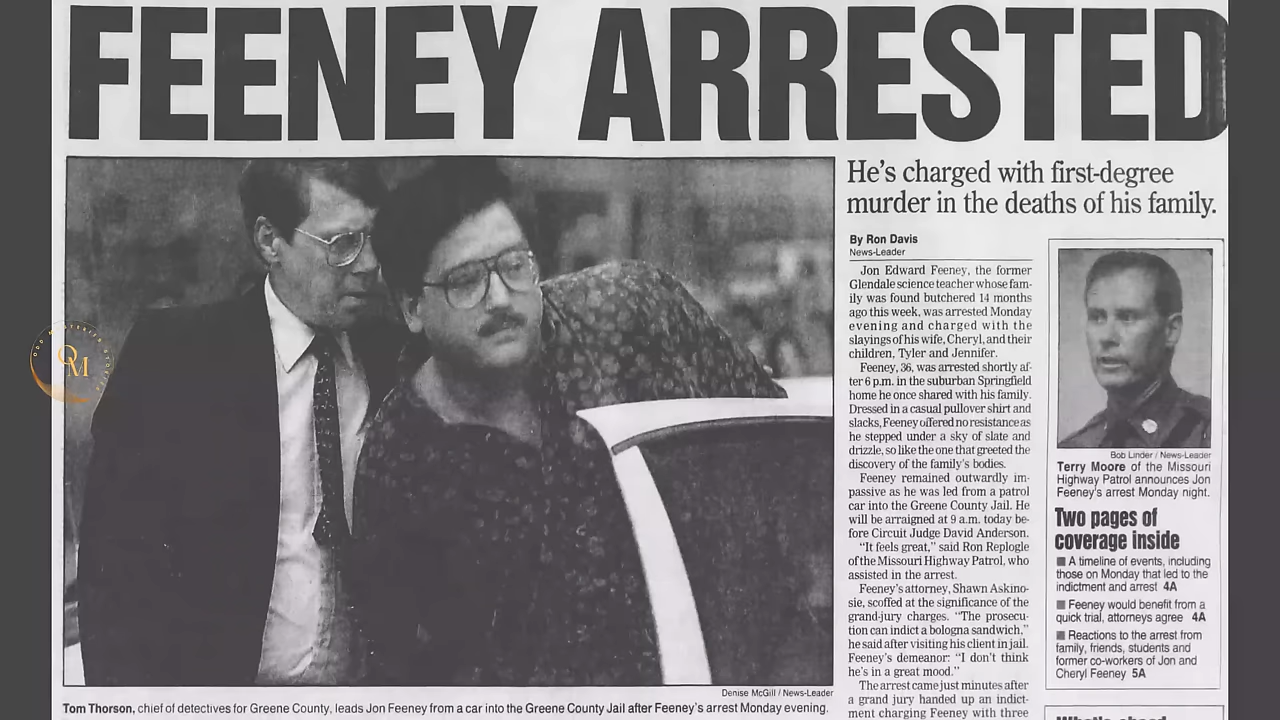 FEENEY ARRESTED
He's charged with first-degree
murder in the deaths of his family.
By Ron Davis
News-Leader
Jon Edward Feeney, the former
Glendale science teacher whose fam-
ily was found butchered 14 months
ago this week, was arrested Monday
evening and charged with the
slayings of his wife, Cheryl, and their
children, Tyler and Jennifer.
Feeney, 36, was arrested shortly af-
ter 6 p.m. in the suburban Springfield
home he once shared with his family.
Dressed in a casual pullover shirt and
slacks, Feeney offered no resistance as
he stepped under a sky of slate and
drizzle, so like the one that greeted the
discovery of the family's bodies.
Feeney remained outwardly im-
passive as he was led from a patrol
car into the Greene County Jail. He
will be arraigned at 9 a.m. today be-
fore Circuit Judge David Anderson.
"It feels great," said Ron Replogle
of the Missouri Highway Patrol, who
assisted in the arrest.
Feeney's attorney, Shawn Askino-
sie, scoffed at the significance of the
grand-jury charges. "The prosecu-
tion can indict a bologna sandwich,"
he said after visiting his client in jail.
Feeney's demeanor: "I don't think
he's in a great mood."
The arrest came just minutes after
a grand jury handed up an indict-
ment charging Feeney with three
Bob Linder / News-Leader
Terry Moore of the Missouri
Highway Patrol announces Jon
Feeney's arrest Monday night.
Two pages of
coverage inside
■ A timeline of events, including
those on Monday that led to the
indictment and arrest 4A
■ Feeney would benefit from a
quick trial, attorneys agree 4A
■ Reactions to the arrest from
family, friends, students and
former co-workers of Jon and
Cheryl Feeney 5A
Denise McGill / News-Leader
Tom Thorson, chief of detectives for Greene County, leads Jon Feeney from a car into the Greene County Jail after Feeney's arrest Monday evening.
OM